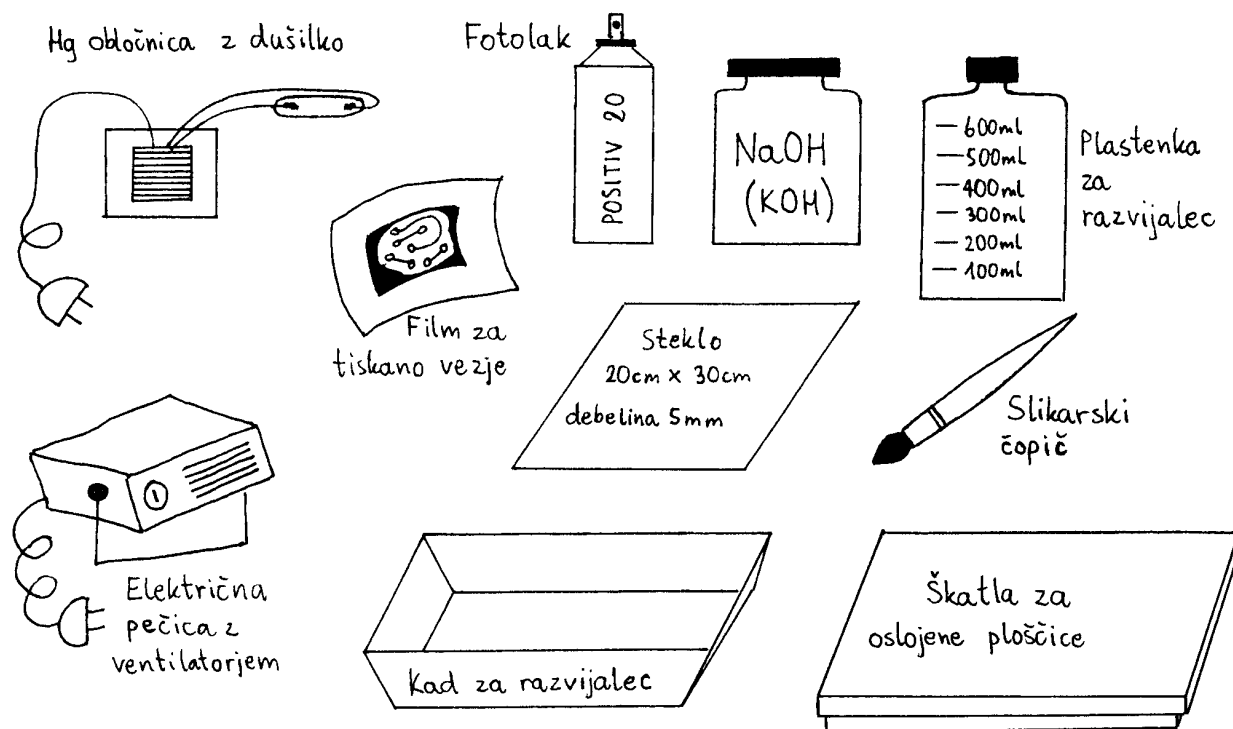 Hg obločnica z dušilko
Fotolak
POSITIV 20
NaOH
(KOH)
600ml
500ml
400ml
300ml
200ml
100ml
Plastenka
za
razvijalec
Film za
tiskano vezje
Steklo
20cm x 30cm
debelina 5mm
Slikarski
čopič
Električna
pečica z
ventilatorjem
Kad za razvijalec
Škatla za
oslojene ploščice